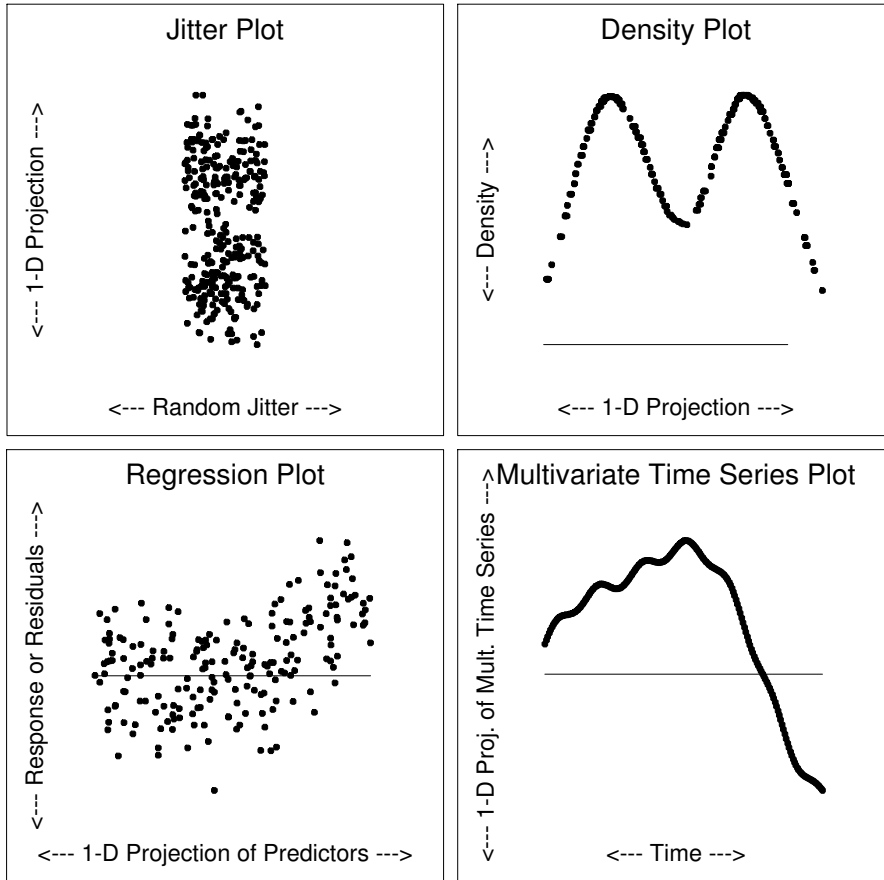 Jitter Plot
<--- 1-D Projection --->
<--- Random Jitter --->
Density Plot
<--- Density --->
<--- 1-D Projection --->
Regression Plot
<--- Response or Residuals --->
<--- 1-D Projection of Predictors --->
Multivariate Time Series Plot
<--- 1-D Proj. of Mult. Time Series --->
<--- Time --->